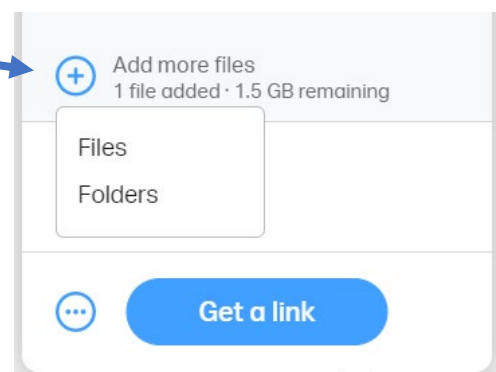 Add more files
1 file added · 1.5 GB remaining
Files
Folders
Get a link